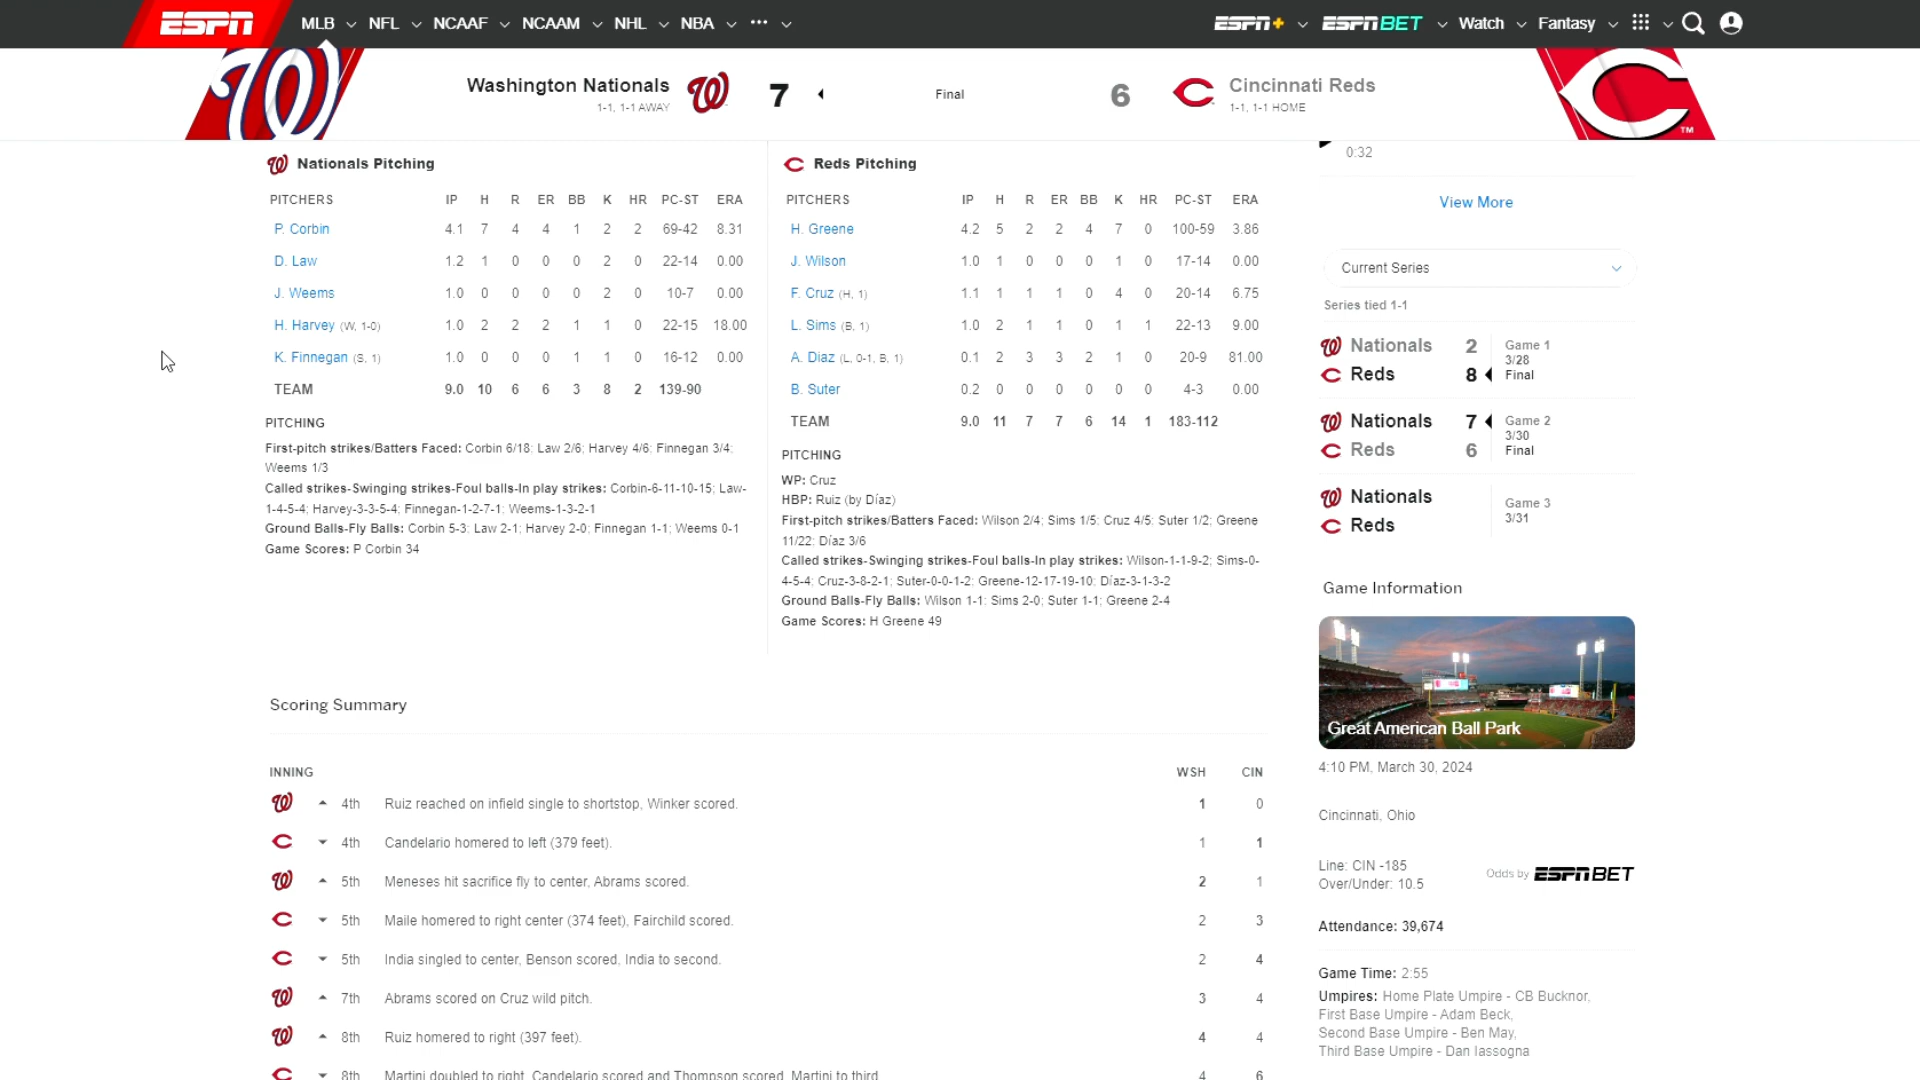 ESPN MLB NFL NCAAF NCAAM NHL NBA ESPN+ ESPN BET Watch Fantasy
Washington Nationals 7 Final 6 Cincinnati Reds
1-1, 1-1 AWAY 1-1, 1-1 HOME
TM
Nationals Pitching
PITCHERS IP H R ER BB K HR PC-ST ERA
P. Corbin 4.1 7 4 4 1 2 2 69-42 8.31
D. Law 1.2 1 0 0 0 2 0 22-14 0.00
J. Weems 1.0 0 0 0 0 2 0 10-7 0.00
H. Harvey (W, 1-0) 1.0 2 2 2 1 1 0 22-15 18.00
K. Finnegan (S, 1) 1.0 0 0 0 1 1 0 16-12 0.00
TEAM 9.0 10 6 6 3 8 2 139-90
PITCHING
First-pitch strikes/Batters Faced: Corbin 6/18; Law 2/6; Harvey 4/6; Finnegan 3/4;
Weems 1/3
Called strikes-Swinging strikes-Foul balls-In play strikes: Corbin-6-11-10-15; Law-
1-4-5-4; Harvey-3-3-5-4; Finnegan-1-2-7-1; Weems-1-3-2-1
Ground Balls-Fly Balls: Corbin 5-3; Law 2-1; Harvey 2-0; Finnegan 1-1; Weems 0-1
Game Scores: P Corbin 34
Reds Pitching
PITCHERS IP H R ER BB K HR PC-ST ERA
H. Greene 4.2 5 2 2 4 7 0 100-59 3.86
J. Wilson 1.0 1 0 0 0 1 0 17-14 0.00
F. Cruz (H, 1) 1.1 1 1 1 0 4 0 20-14 6.75
L. Sims (B, 1) 1.0 2 1 1 0 1 1 22-13 9.00
A. Diaz (L, 0-1, B, 1) 0.1 2 3 3 2 1 0 20-9 81.00
B. Suter 0.2 0 0 0 0 0 0 4-3 0.00
TEAM 9.0 11 7 7 6 14 1 183-112
PITCHING
WP: Cruz
HBP: Ruiz (by Díaz)
First-pitch strikes/Batters Faced: Wilson 2/4; Sims 1/5; Cruz 4/5; Suter 1/2; Greene
11/22; Díaz 3/6
Called strikes-Swinging strikes-Foul balls-In play strikes: Wilson-1-1-9-2; Sims-0-
4-5-4; Cruz-3-8-2-1; Suter-0-0-1-2; Greene-12-17-19-10; Díaz-3-1-3-2
Ground Balls-Fly Balls: Wilson 1-1; Sims 2-0; Suter 1-1; Greene 2-4
Game Scores: H Greene 49
Scoring Summary
INNING WSH CIN
4th Ruiz reached on infield single to shortstop, Winker scored. 1 0
4th Candelario homered to left (379 feet). 1 1
5th Meneses hit sacrifice fly to center, Abrams scored. 2 1
5th Maile homered to right center (374 feet), Fairchild scored. 2 3
5th India singled to center, Benson scored, India to second. 2 4
7th Abrams scored on Cruz wild pitch. 3 4
8th Ruiz homered to right (397 feet). 4 4
8th Martini doubled to right, Candelario scored and Thompson scored, Martini to third. 4 6
0:32
View More
Current Series
Series tied 1-1
Nationals 2 Game 1
3/28
Reds 8 Final
Nationals 7 Game 2
3/30
Reds 6 Final
Nationals Game 3
Reds 3/31
Game Information
Great American Ball Park
4:10 PM, March 30, 2024
Cincinnati, Ohio
Line: CIN -185
Over/Under: 10.5
Odds by ESPN BET
Attendance: 39,674
Game Time: 2:55
Umpires: Home Plate Umpire - CB Bucknor,
First Base Umpire - Adam Beck,
Second Base Umpire - Ben May,
Third Base Umpire - Dan Iassogna